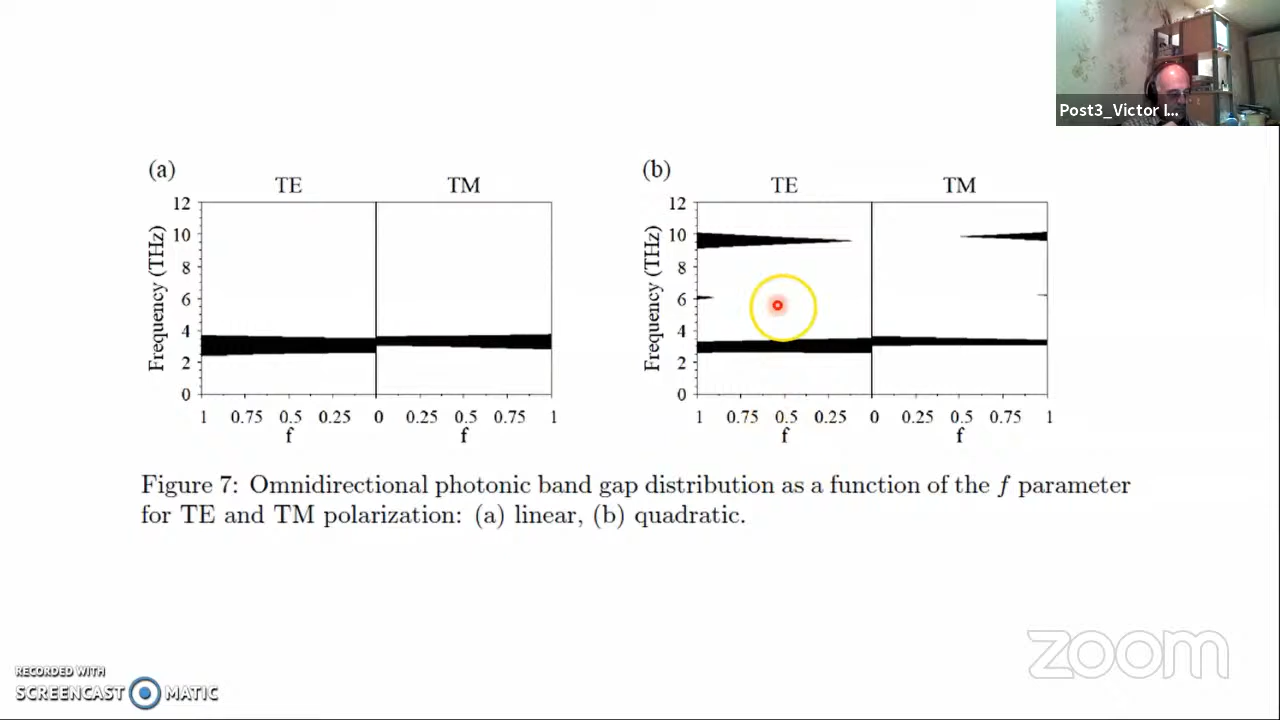 Post3_Victor I...
(a)
TE
TM
12
10
8
6
4
2
0
Frequency (THz)
1 0.75 0.5 0.25 0 0.25 0.5 0.75 1
f f
(b)
TE
TM
12
10
8
6
4
2
0
Frequency (THz)
1 0.75 0.5 0.25 0 0.25 0.5 0.75 1
f f
Figure 7: Omnidirectional photonic band gap distribution as a function of the f parameter
for TE and TM polarization: (a) linear, (b) quadratic.
zoom
RECORDED WITH
SCREENCAST MATIC